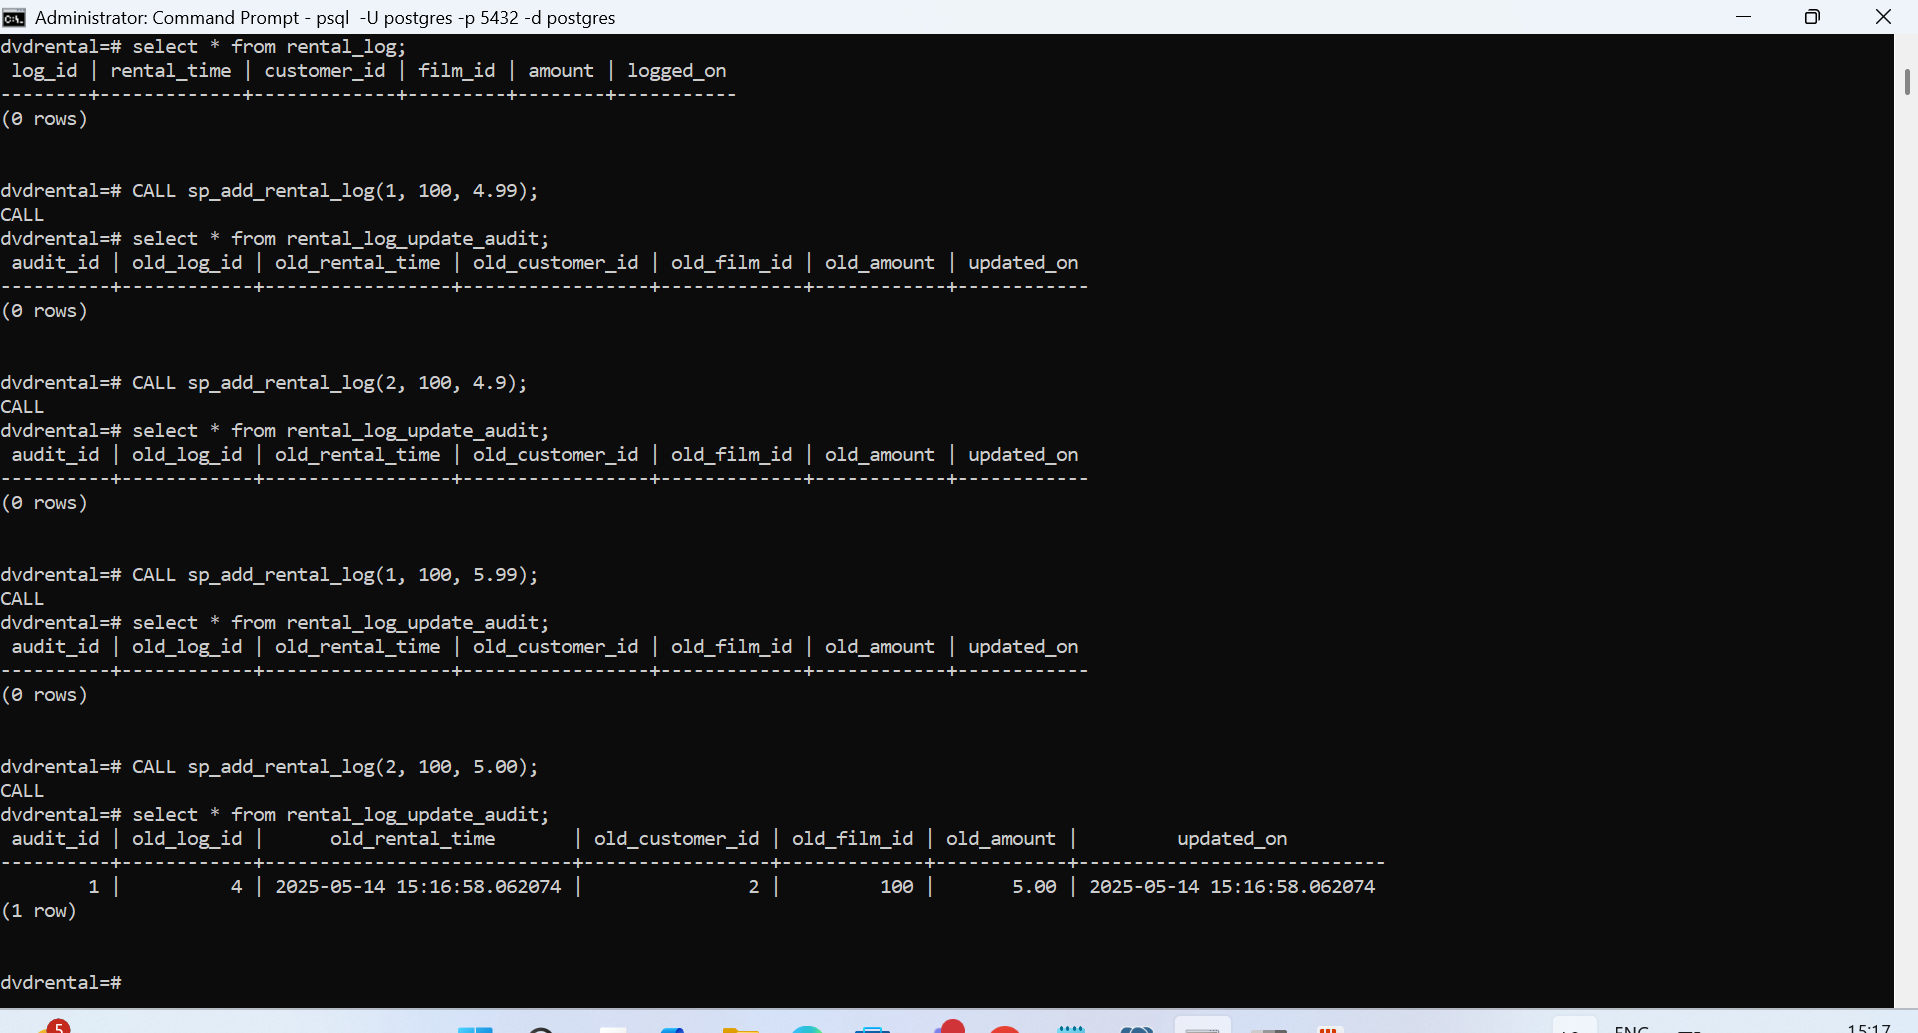 Administrator: Command Prompt - psql  -U postgres -p 5432 -d postgres
dvdrental=# select * from rental_log;
 log_id | rental_time | customer_id | film_id | amount | logged_on
--------+-------------+-------------+---------+--------+-----------
(0 rows)
dvdrental=# CALL sp_add_rental_log(1, 100, 4.99);
CALL
dvdrental=# select * from rental_log_update_audit;
 audit_id | old_log_id | old_rental_time | old_customer_id | old_film_id | old_amount | updated_on
----------+------------+-----------------+-----------------+-------------+------------+------------
(0 rows)
dvdrental=# CALL sp_add_rental_log(2, 100, 4.9);
CALL
dvdrental=# select * from rental_log_update_audit;
 audit_id | old_log_id | old_rental_time | old_customer_id | old_film_id | old_amount | updated_on
----------+------------+-----------------+-----------------+-------------+------------+------------
(0 rows)
dvdrental=# CALL sp_add_rental_log(1, 100, 5.99);
CALL
dvdrental=# select * from rental_log_update_audit;
 audit_id | old_log_id | old_rental_time | old_customer_id | old_film_id | old_amount | updated_on
----------+------------+-----------------+-----------------+-------------+------------+------------
(0 rows)
dvdrental=# CALL sp_add_rental_log(2, 100, 5.00);
CALL
dvdrental=# select * from rental_log_update_audit;
 audit_id | old_log_id |      old_rental_time       | old_customer_id | old_film_id | old_amount |         updated_on
----------+------------+----------------------------+-----------------+-------------+------------+----------------------------
        1 |          4 | 2025-05-14 15:16:58.062074 |               2 |         100 |       5.00 | 2025-05-14 15:16:58.062074
(1 row)
dvdrental=#
5
ENG
15:17